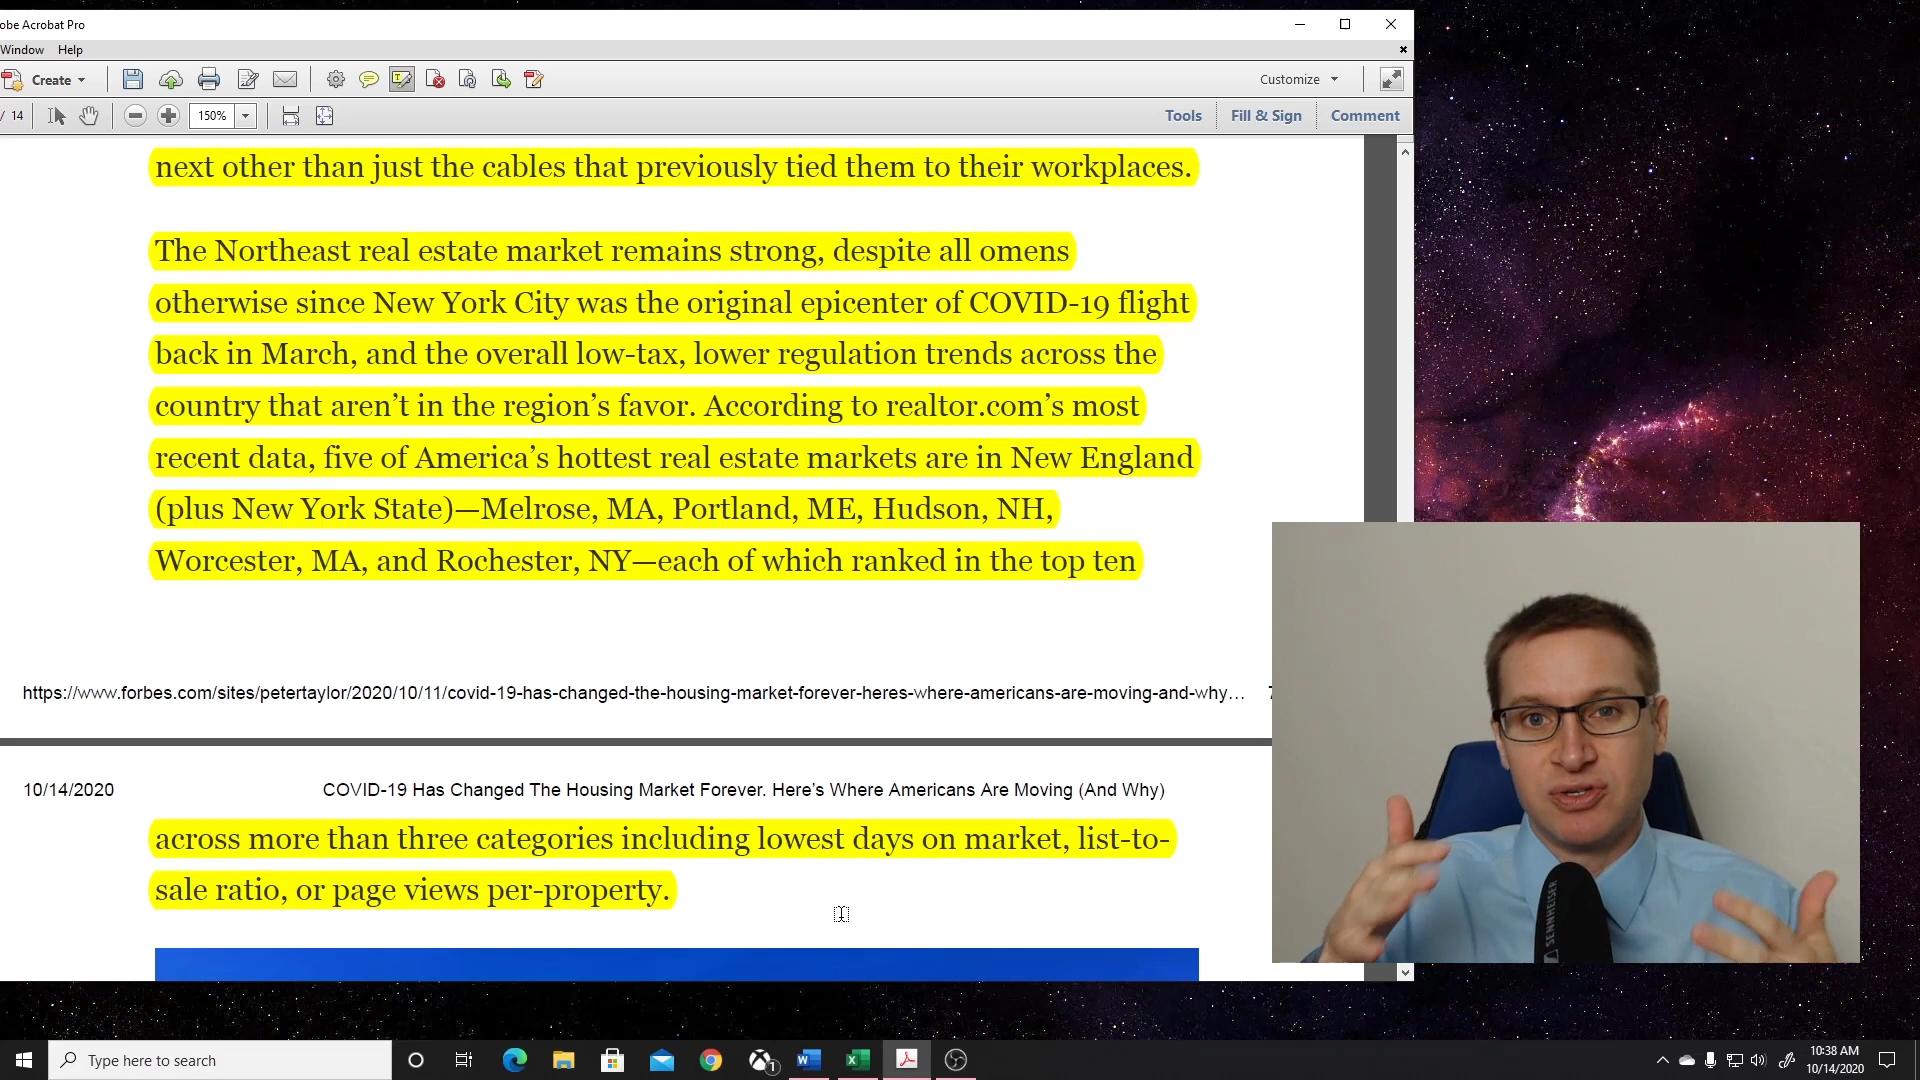 obe Acrobat Pro
Window Help
Create
Customize
/ 14
150%
Tools
Fill & Sign
Comment
next other than just the cables that previously tied them to their workplaces.
The Northeast real estate market remains strong, despite all omens
otherwise since New York City was the original epicenter of COVID-19 flight
back in March, and the overall low-tax, lower regulation trends across the
country that aren’t in the region’s favor. According to realtor.com’s most
recent data, five of America’s hottest real estate markets are in New England
(plus New York State)—Melrose, MA, Portland, ME, Hudson, NH,
Worcester, MA, and Rochester, NY—each of which ranked in the top ten
https://www.forbes.com/sites/petertaylor/2020/10/11/covid-19-has-changed-the-housing-market-forever-heres-where-americans-are-moving-and-why… 7
10/14/2020 COVID-19 Has Changed The Housing Market Forever. Here’s Where Americans Are Moving (And Why)
across more than three categories including lowest days on market, list-to-
sale ratio, or page views per-property.
SENNHEISER
Type here to search
1
10:38 AM
10/14/2020